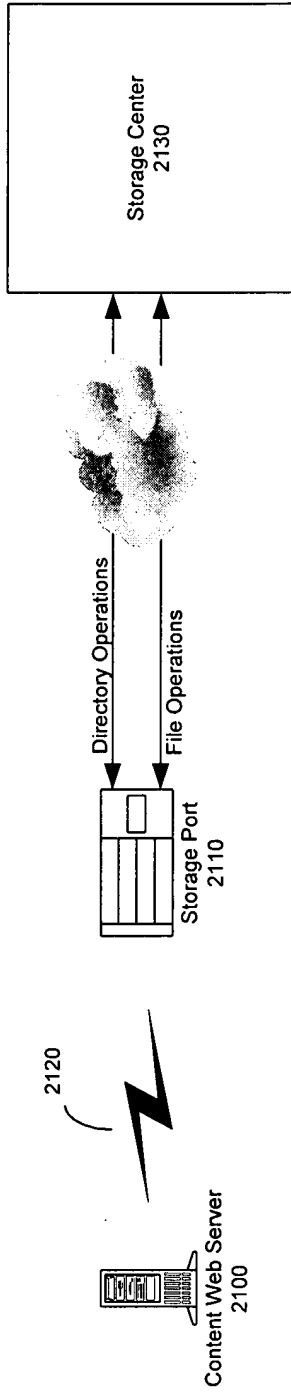 Content Web Server
2100
2120
Storage Port
2110
Directory Operations
File Operations
Storage Center
2130